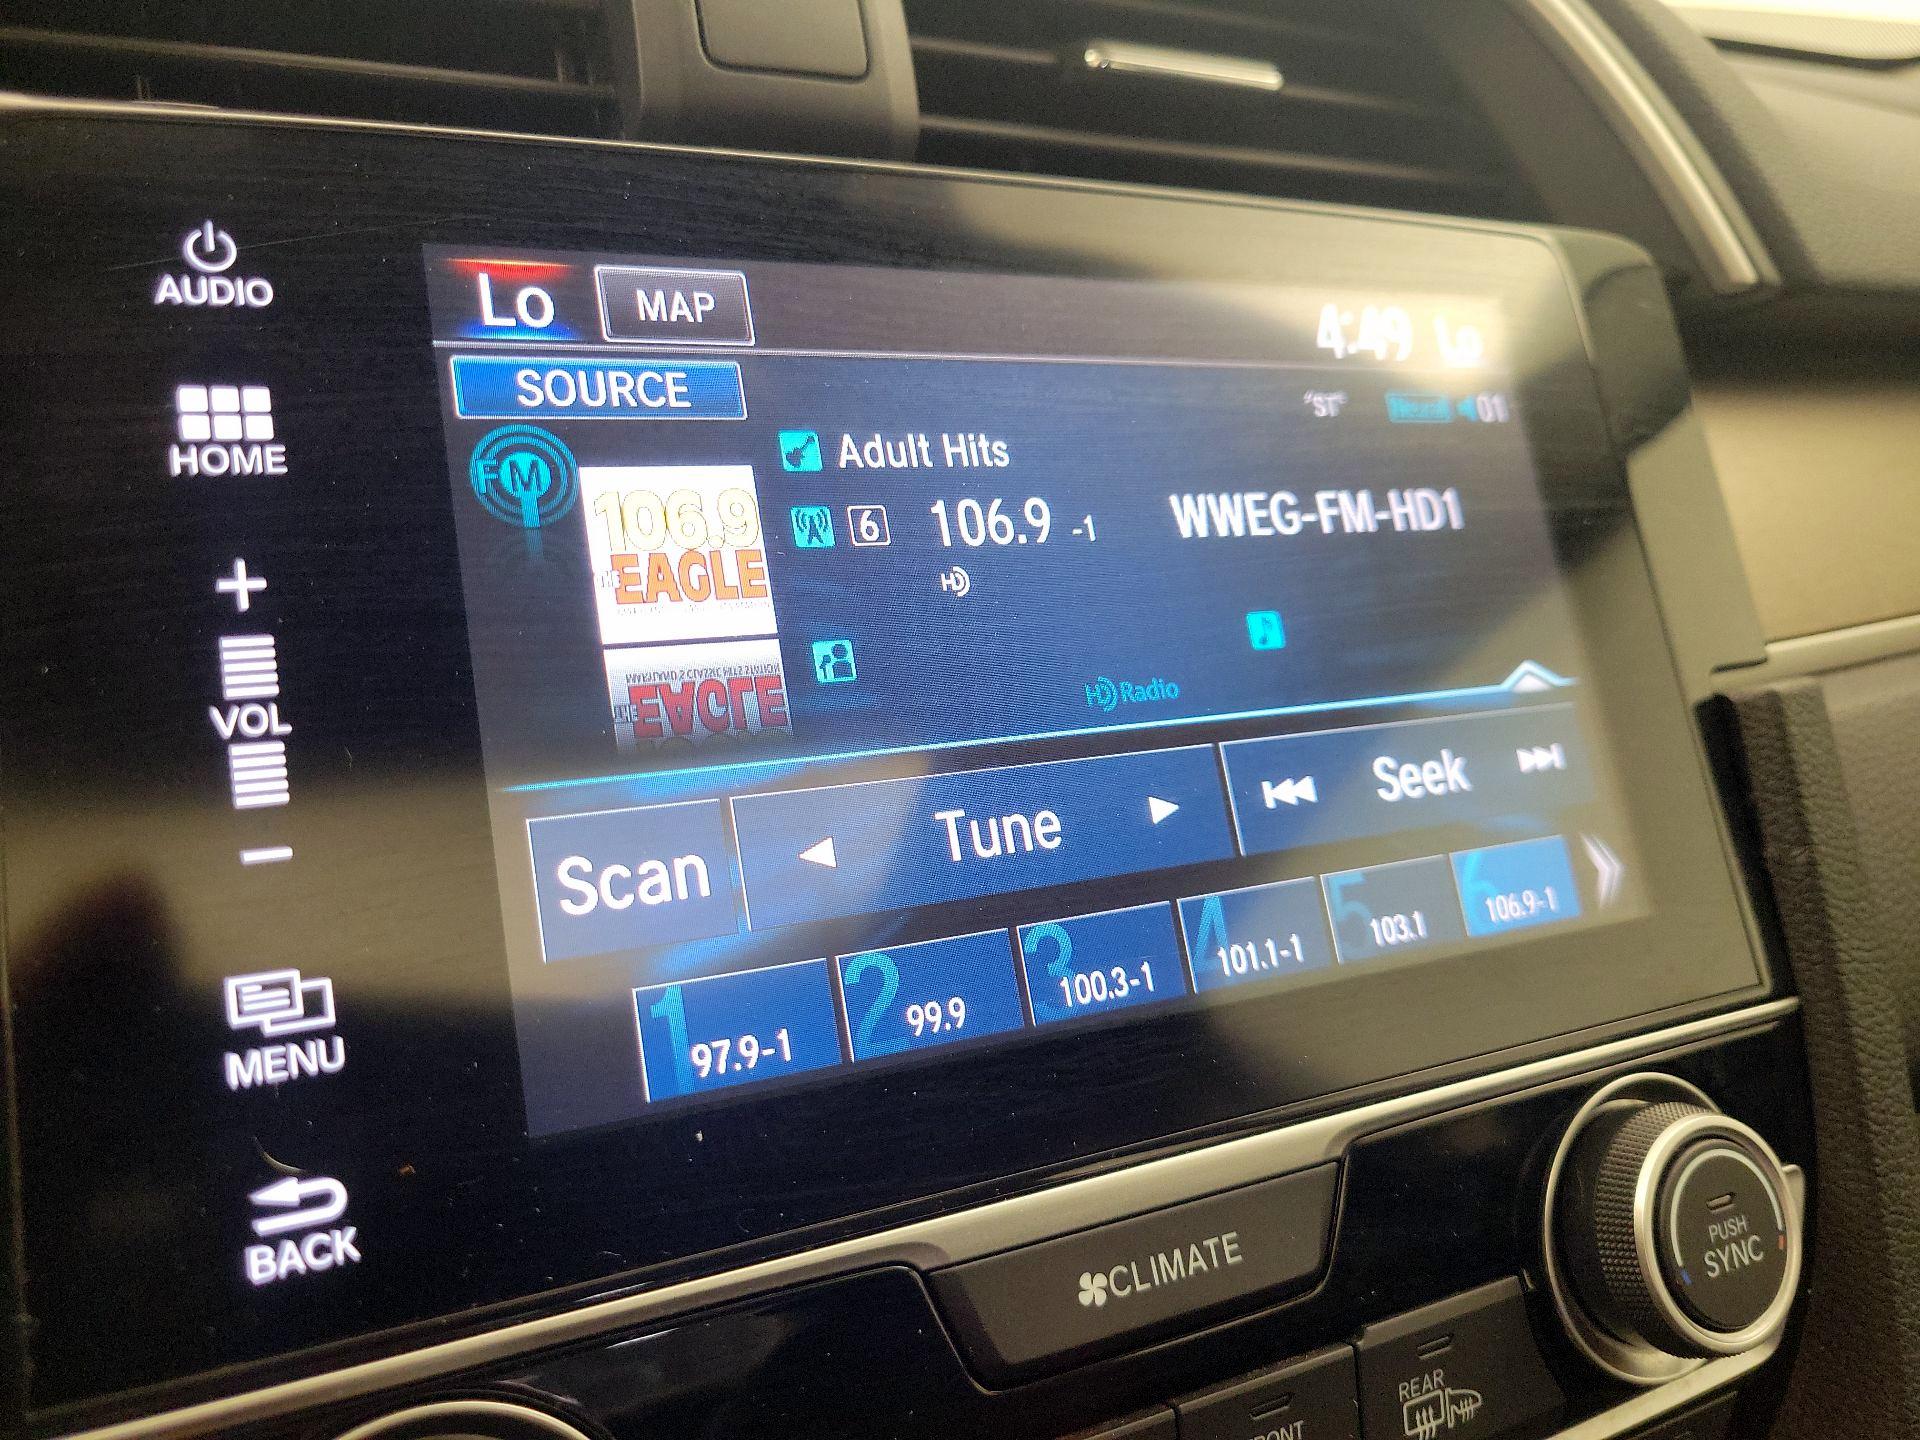 AUDIO
HOME
+
VOL
-
MENU
BACK
Lo
MAP
4:49
Lo
SOURCE
"ST"
01
FM
106.9
THE
EAGLE
THE
EAGLE
Adult Hits
6
106.9 -1
WWEG-FM-HD1
HD
HD Radio
Scan
Tune
Seek
1
97.9-1
2
99.9
3
100.3-1
4
101.1-1
5
103.1
6
106.9-1
CLIMATE
PUSH
SYNC
REAR